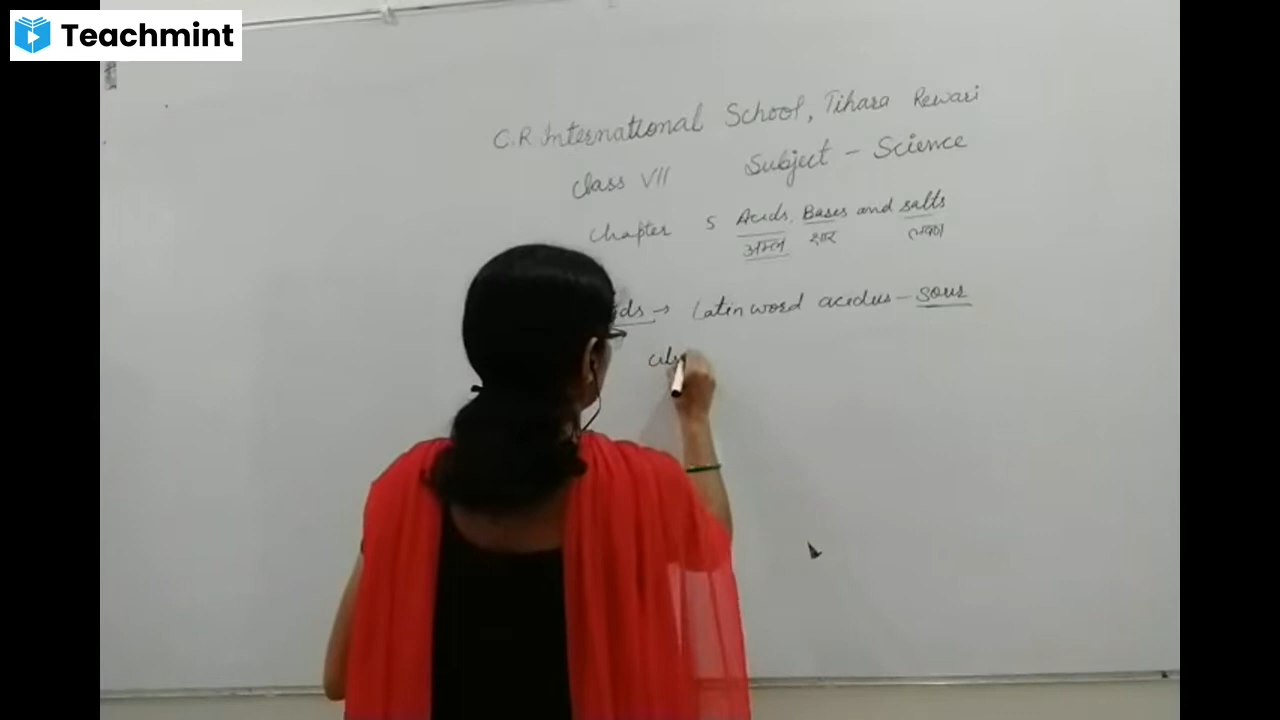 Teachmint
C.R. International School, Tihara Rewari
Class VII Subject - Science
Chapter 5 Acids, Bases and salts
अम्ल क्षार लवण
ds → Latin word acidus - sour